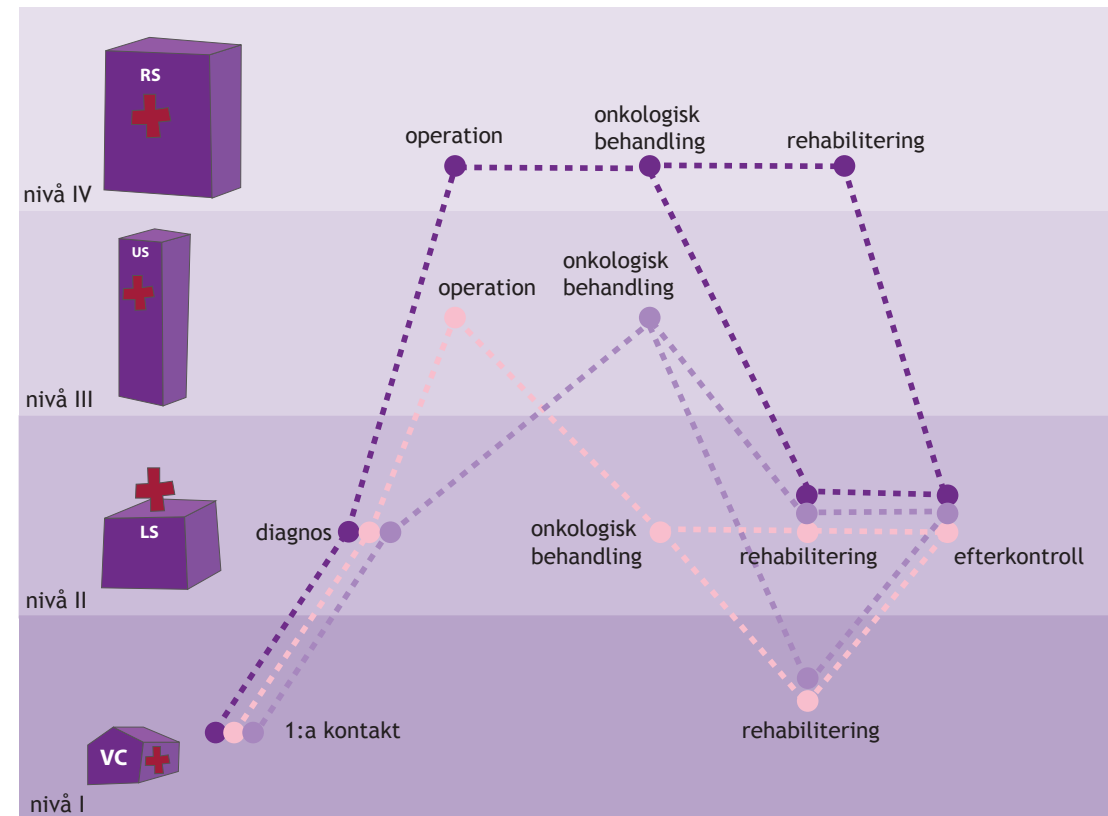 RS
operation
onkologisk
behandling
rehabilitering
nivå IV
US
operation
onkologisk
behandling
nivå III
LS
diagnos
onkologisk
behandling
rehabilitering
efterkontroll
nivå II
VC
1:a kontakt
rehabilitering
nivå I